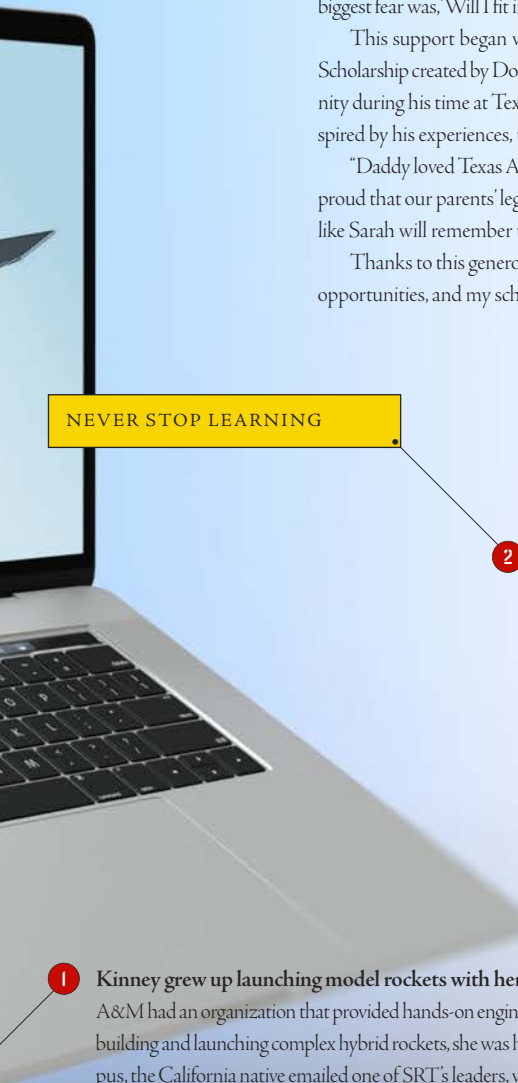 biggest fear was, 'Will I fit i
This support began
Scholarship created by Do
nity during his time at Tex
spired by his experiences,
"Daddy loved Texas A
proud that our parents' leg
like Sarah will remember
Thanks to this genero
opportunities, and my sch
NEVER STOP LEARNING
2
1
Kinney grew up launching model rockets with her
A&M had an organization that provided hands-on engin
building and launching complex hybrid rockets, she was h
pus, the California native emailed one of SRT's leaders, w